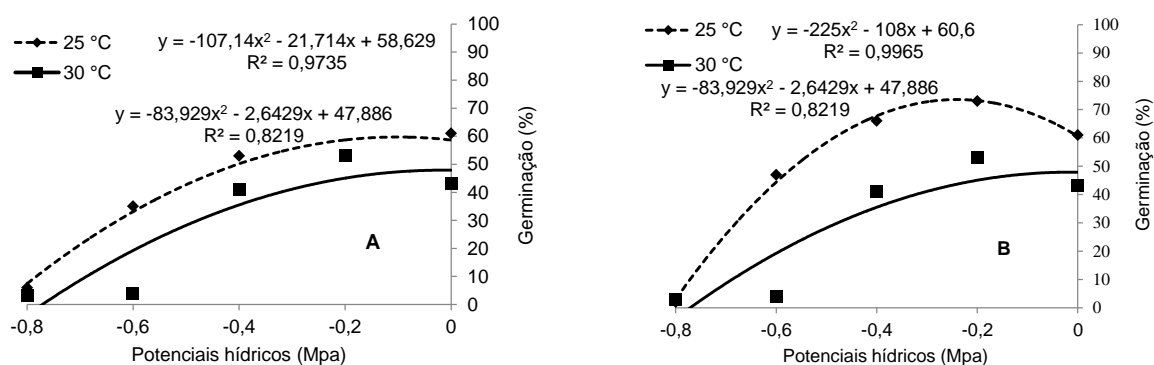 25 °C
y = -107,14x² - 21,714x + 58,629
R² = 0,9735
30 °C
y = -83,929x² - 2,6429x + 47,886
R² = 0,8219
A
100
90
80
70
60
50
40
30
20
10
0
Germinação (%)
-0,8
-0,6
-0,4
-0,2
0
Potenciais hídricos (Mpa)
25 °C
y = -225x² - 108x + 60,6
R² = 0,9965
30 °C
y = -83,929x² - 2,6429x + 47,886
R² = 0,8219
B
100
90
80
70
60
50
40
30
20
10
0
Germinação (%)
-0,8
-0,6
-0,4
-0,2
0
Potenciais hídricos (Mpa)